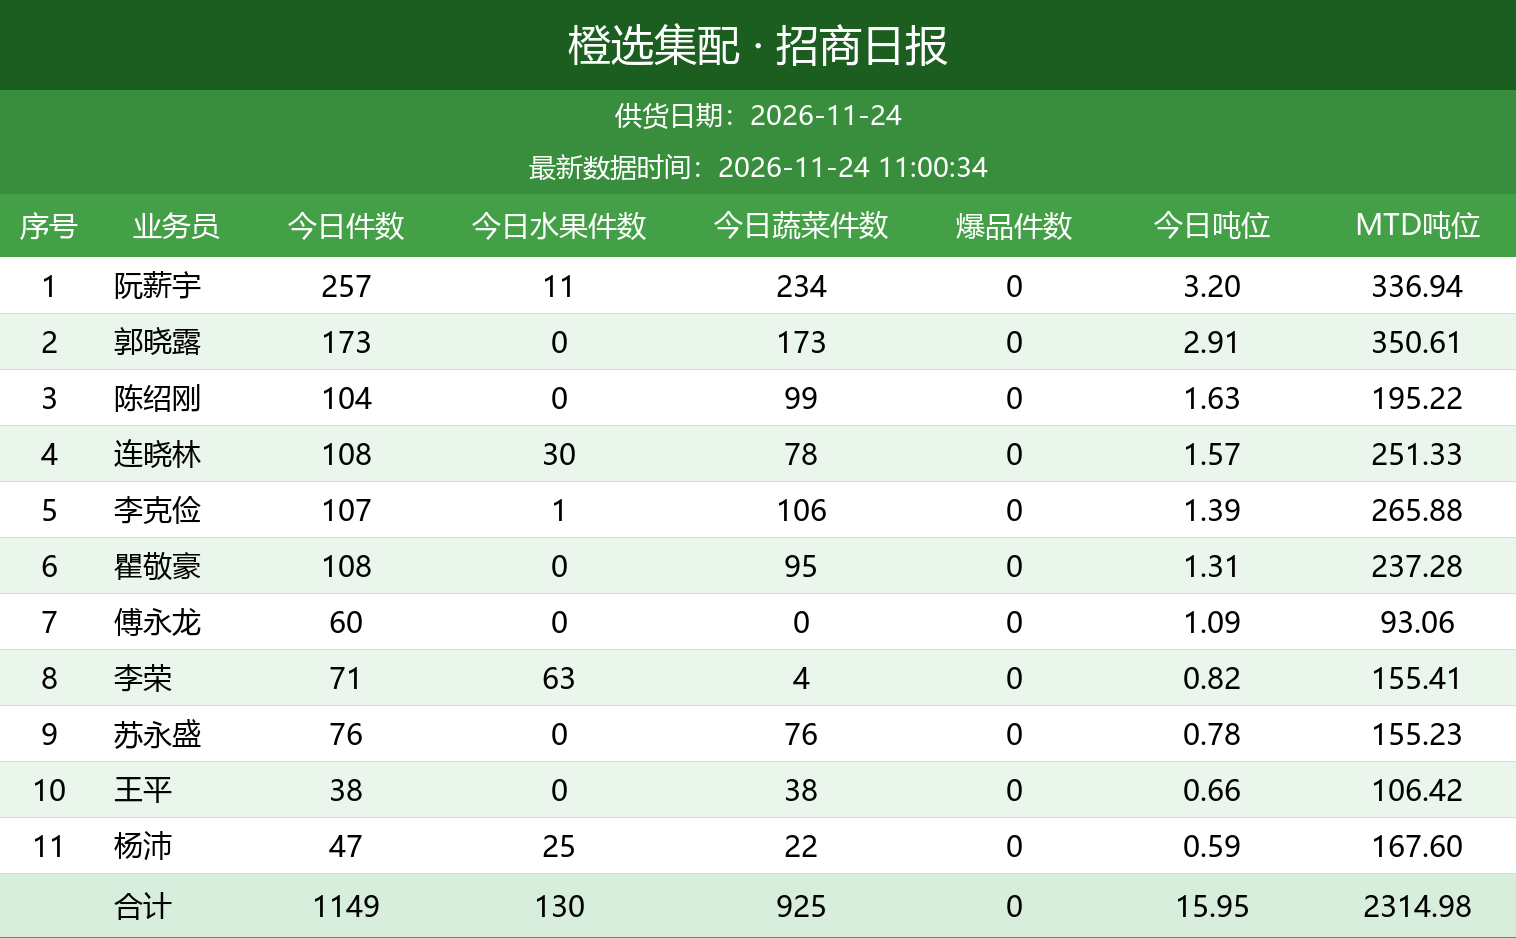 橙选集配 · 招商日报
供货日期：2026-11-24
最新数据时间：2026-11-24 11:00:34
序号 业务员 今日件数 今日水果件数 今日蔬菜件数 爆品件数 今日吨位 MTD吨位
1 阮薪宇 257 11 234 0 3.20 336.94
2 郭晓露 173 0 173 0 2.91 350.61
3 陈绍刚 104 0 99 0 1.63 195.22
4 连晓林 108 30 78 0 1.57 251.33
5 李克俭 107 1 106 0 1.39 265.88
6 瞿敬豪 108 0 95 0 1.31 237.28
7 傅永龙 60 0 0 0 1.09 93.06
8 李荣 71 63 4 0 0.82 155.41
9 苏永盛 76 0 76 0 0.78 155.23
10 王平 38 0 38 0 0.66 106.42
11 杨沛 47 25 22 0 0.59 167.60
合计 1149 130 925 0 15.95 2314.98